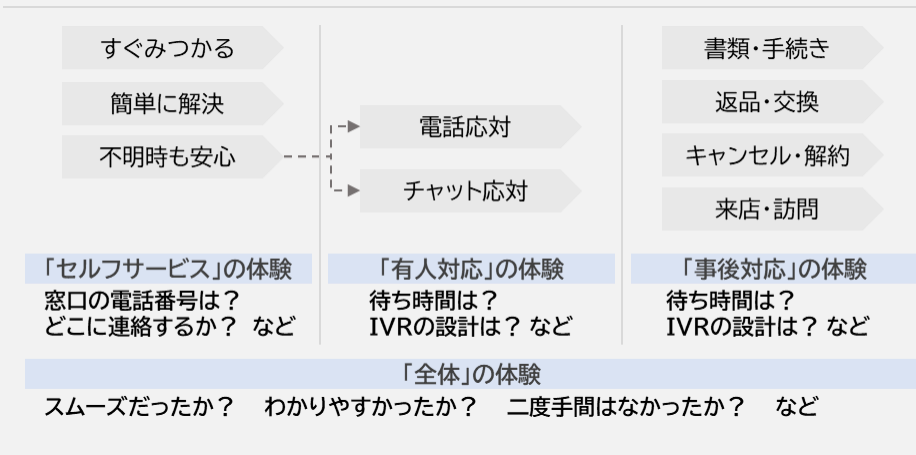 すぐみつかる
簡単に解決
不明時も安心
電話応対
チャット応対
書類・手続き
返品・交換
キャンセル・解約
来店・訪問
「セルフサービス」の体験
窓口の電話番号は？
どこに連絡するか？ など
「有人対応」の体験
待ち時間は？
IVRの設計は？ など
「事後対応」の体験
待ち時間は？
IVRの設計は？ など
「全体」の体験
スムーズだったか？ わかりやすかったか？ 二度手間はなかったか？ など